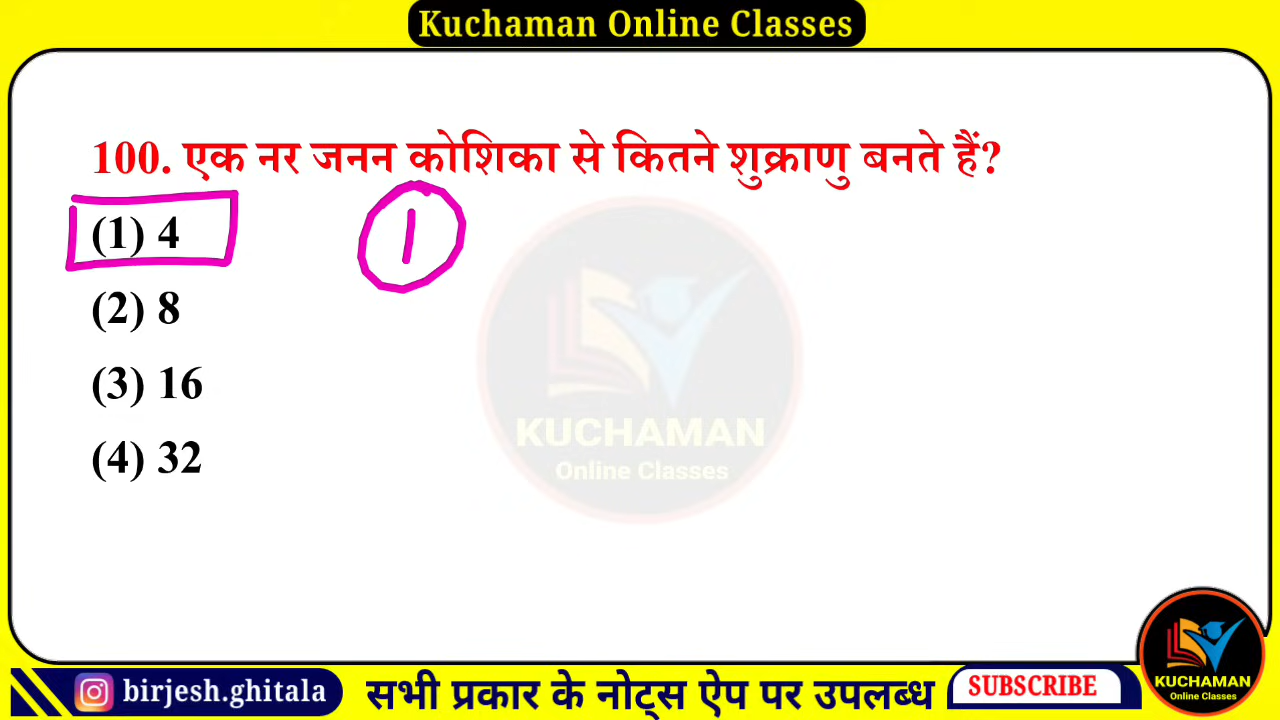 Kuchaman Online Classes
100. एक नर जनन कोशिका से कितने शुक्राणु बनते हैं?
(1) 4
1
(2) 8
(3) 16
(4) 32
KUCHAMAN
Online Classes
birjesh.ghitala
सभी प्रकार के नोट्स ऐप पर उपलब्ध
SUBSCRIBE
KUCHAMAN
Online Classes